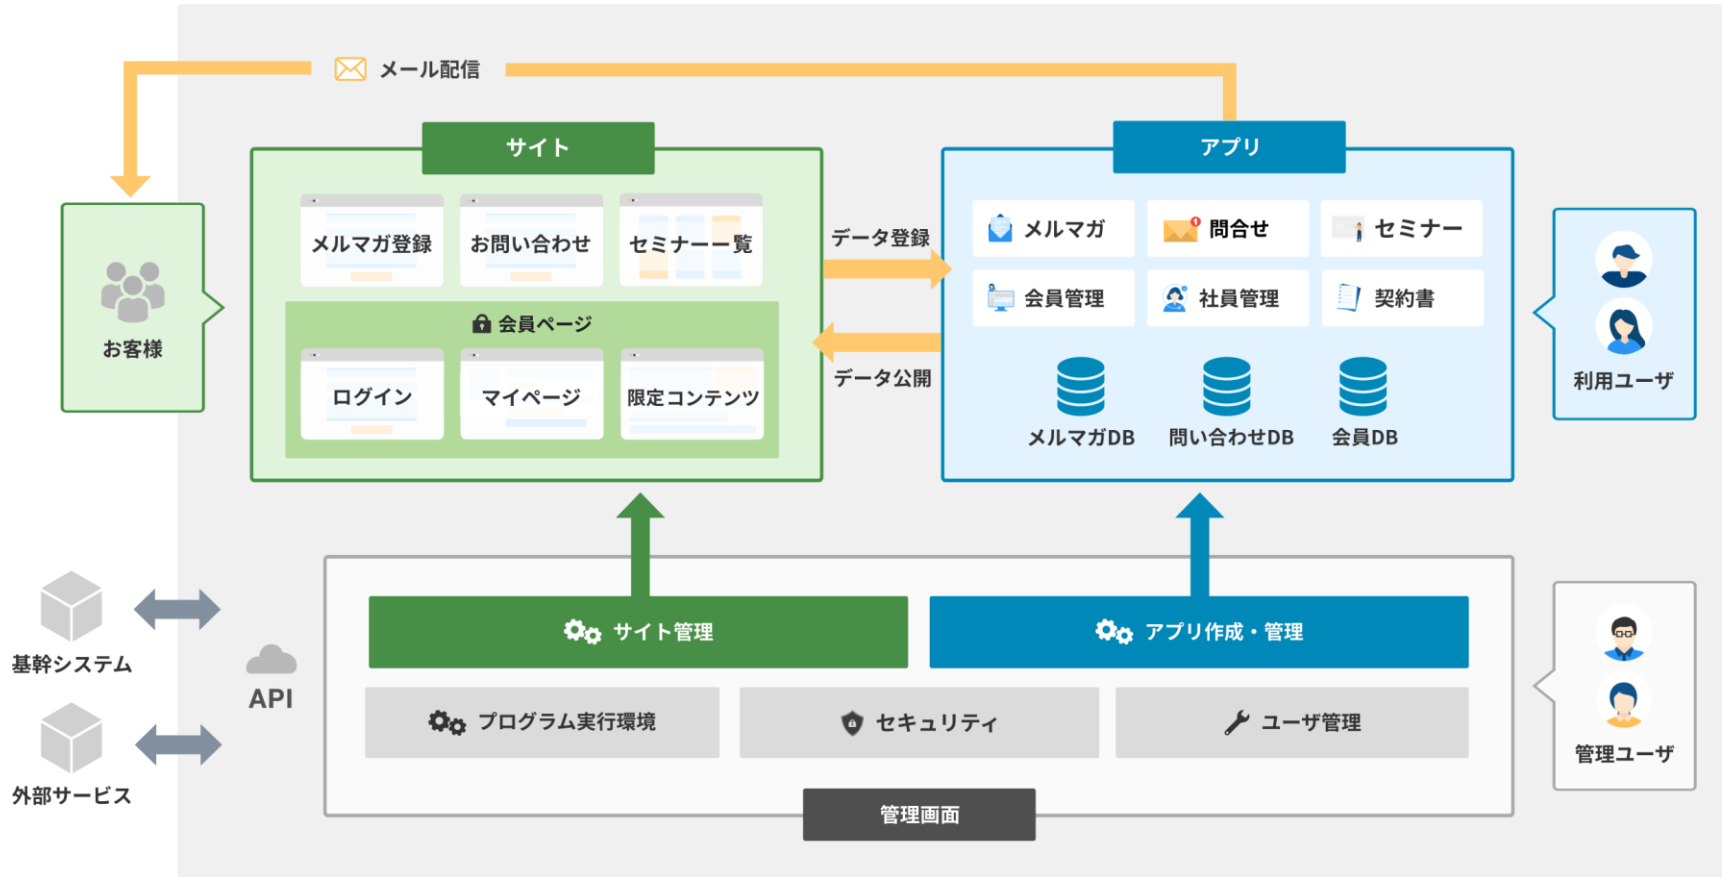 メール配信
サイト
アプリ
メルマガ登録
お問い合わせ
セミナー一覧
データ登録
メルマガ
問合せ
1
セミナー
会員管理
社員管理
契約書
会員ページ
お客様
ログイン
マイページ
限定コンテンツ
データ公開
利用ユーザ
メルマガDB
問い合わせDB
会員DB
サイト管理
アプリ作成・管理
基幹システム
API
プログラム実行環境
セキュリティ
ユーザ管理
管理ユーザ
外部サービス
管理画面